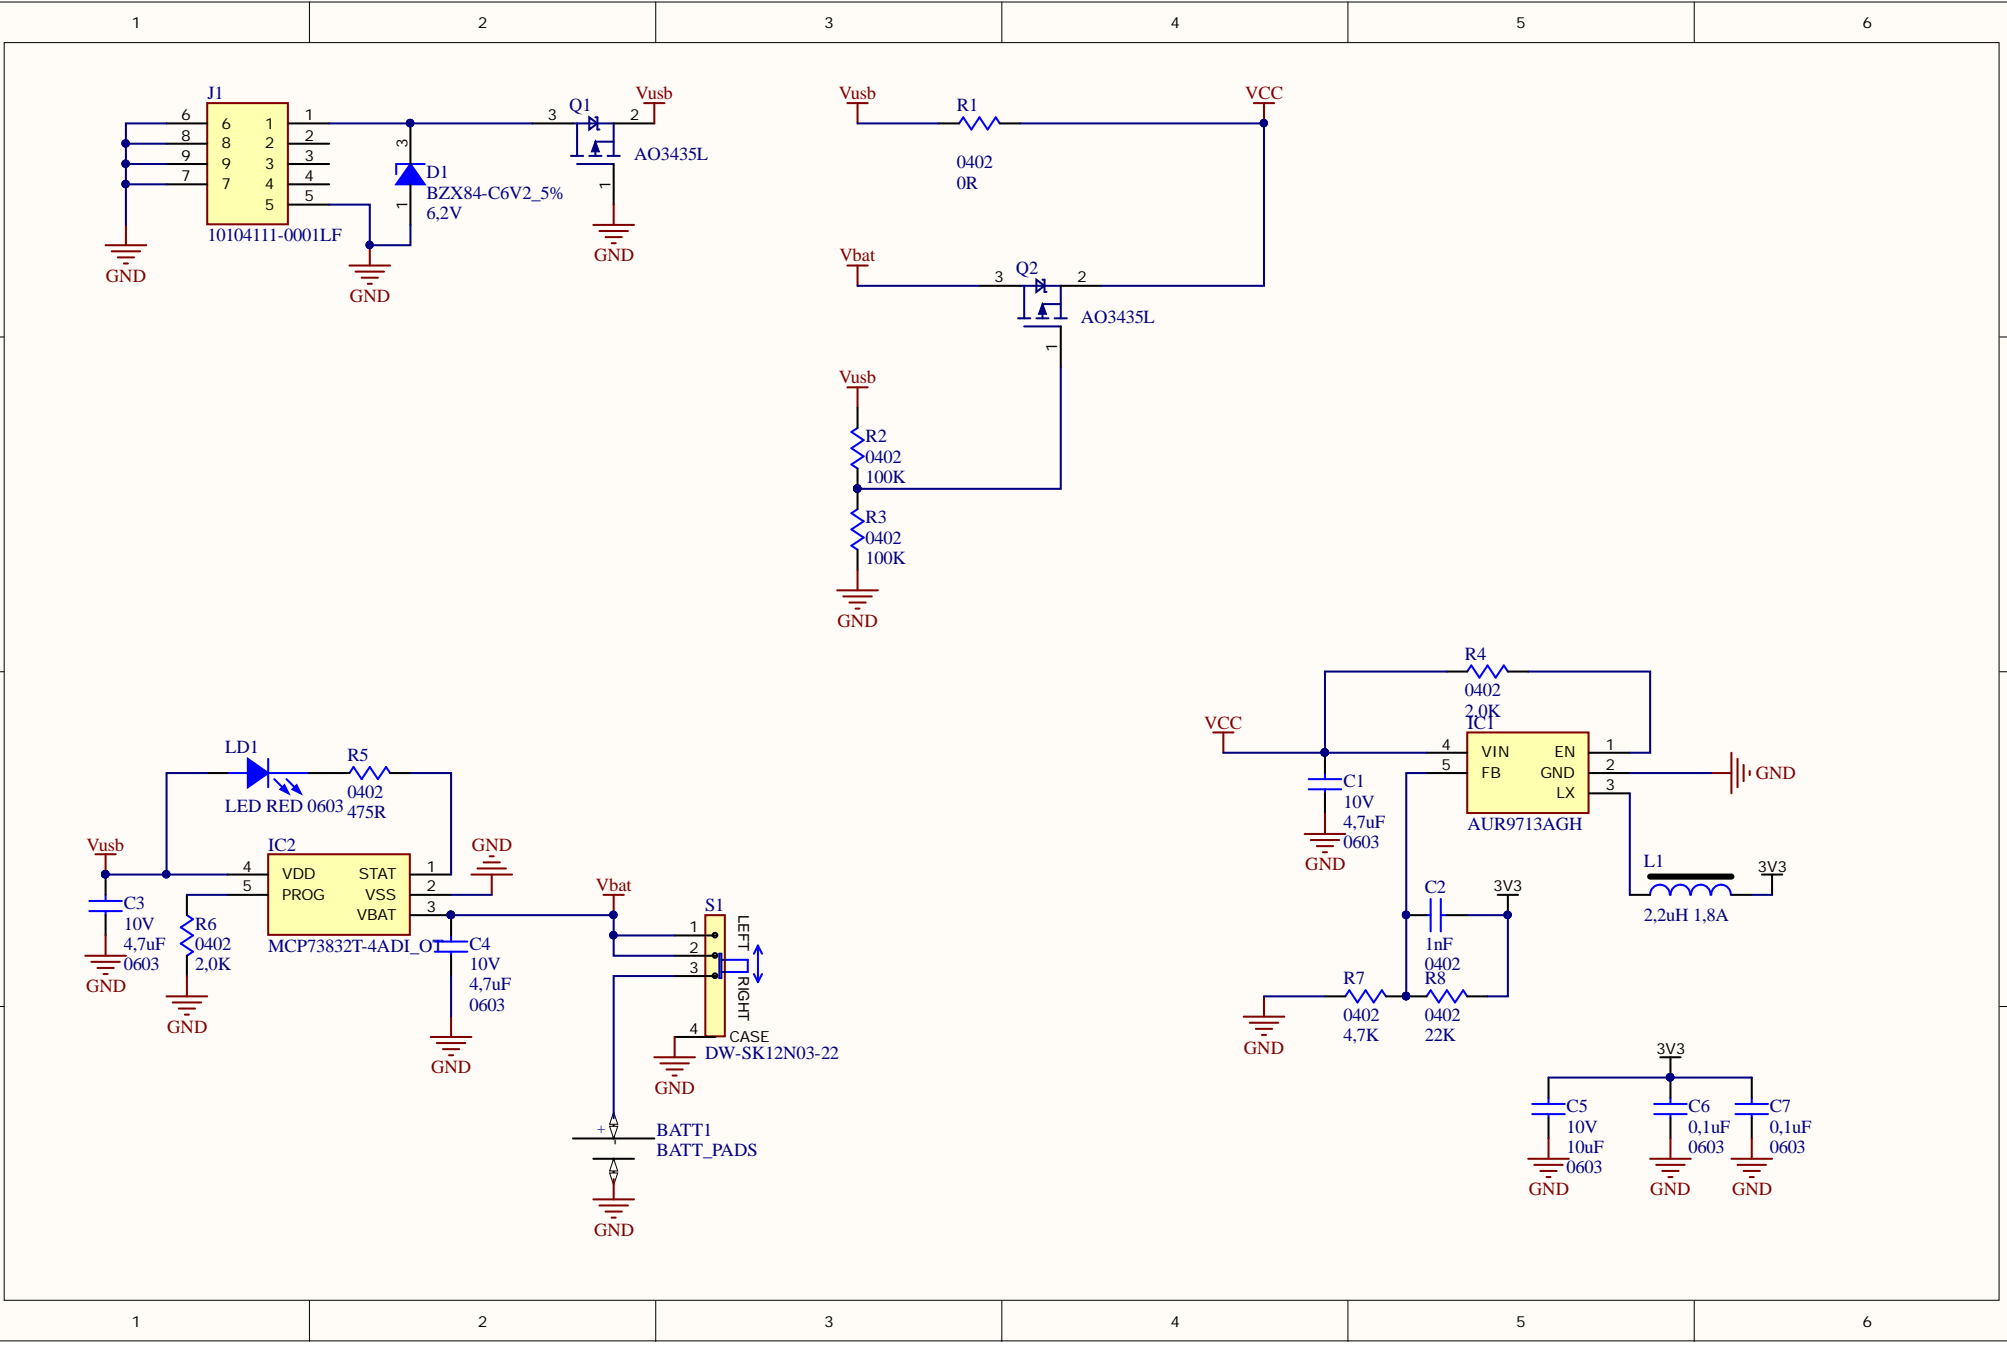 1 2 3 4 5 6
J1
6 8 9 7
6 1
8 2
9 3
7 4
5
1 2 3 4 5
10104111-0001LF
GND
GND
3
1
D1
BZX84-C6V2_5%
6,2V
3
Q1
2
Vusb
AO3435L
1
GND
Vusb
R1
0402
0R
VCC
Vbat
3
Q2
2
AO3435L
1
Vusb
R2
0402
100K
R3
0402
100K
GND
LD1
LED RED 0603
R5
0402
475R
Vusb
C3
10V
4,7uF
0603
GND
IC2
4 VDD STAT 1
5 PROG VSS 2
VBAT 3
MCP73832T-4ADI_OT
GND
R6
0402
2,0K
GND
C4
10V
4,7uF
0603
GND
Vbat
S1
1
2
3
4
LEFT
RIGHT
CASE
DW-SK12N03-22
GND
+
BATT1
BATT_PADS
GND
R4
0402
2,0K
VCC
IC1
4 VIN EN 1
5 FB GND 2
LX 3
AUR9713AGH
GND
C1
10V
4,7uF
0603
GND
L1
3V3
2,2uH 1,8A
C2
1nF
0402
3V3
R7
0402
4,7K
R8
0402
22K
GND
3V3
C5
10V
10uF
0603
GND
C6
0,1uF
0603
GND
C7
0,1uF
0603
GND
1 2 3 4 5 6